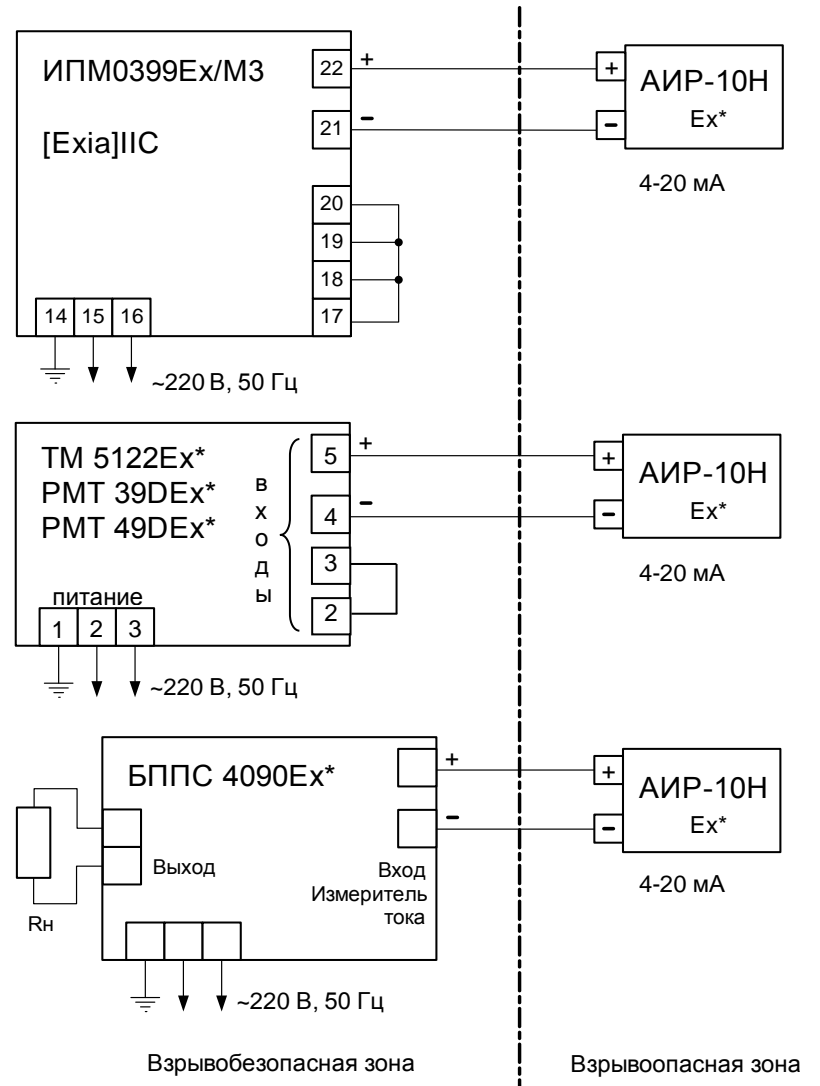 ИПМ0399Ex/М3
[Exia]IIC
22
+
21
−
20
19
18
17
14 15 16
~220 В, 50 Гц
+
−
АИР-10Н
Ex*
4-20 мА
ТМ 5122Ex*
РМТ 39DEx*
РМТ 49DEx*
входы
5
+
4
−
3
2
питание
1 2 3
~220 В, 50 Гц
+
−
АИР-10Н
Ex*
4-20 мА
БППС 4090Ex*
+
−
Rн
Выход
Вход
Измеритель
тока
~220 В, 50 Гц
+
−
АИР-10Н
Ex*
4-20 мА
Взрывобезопасная зона
Взрывоопасная зона